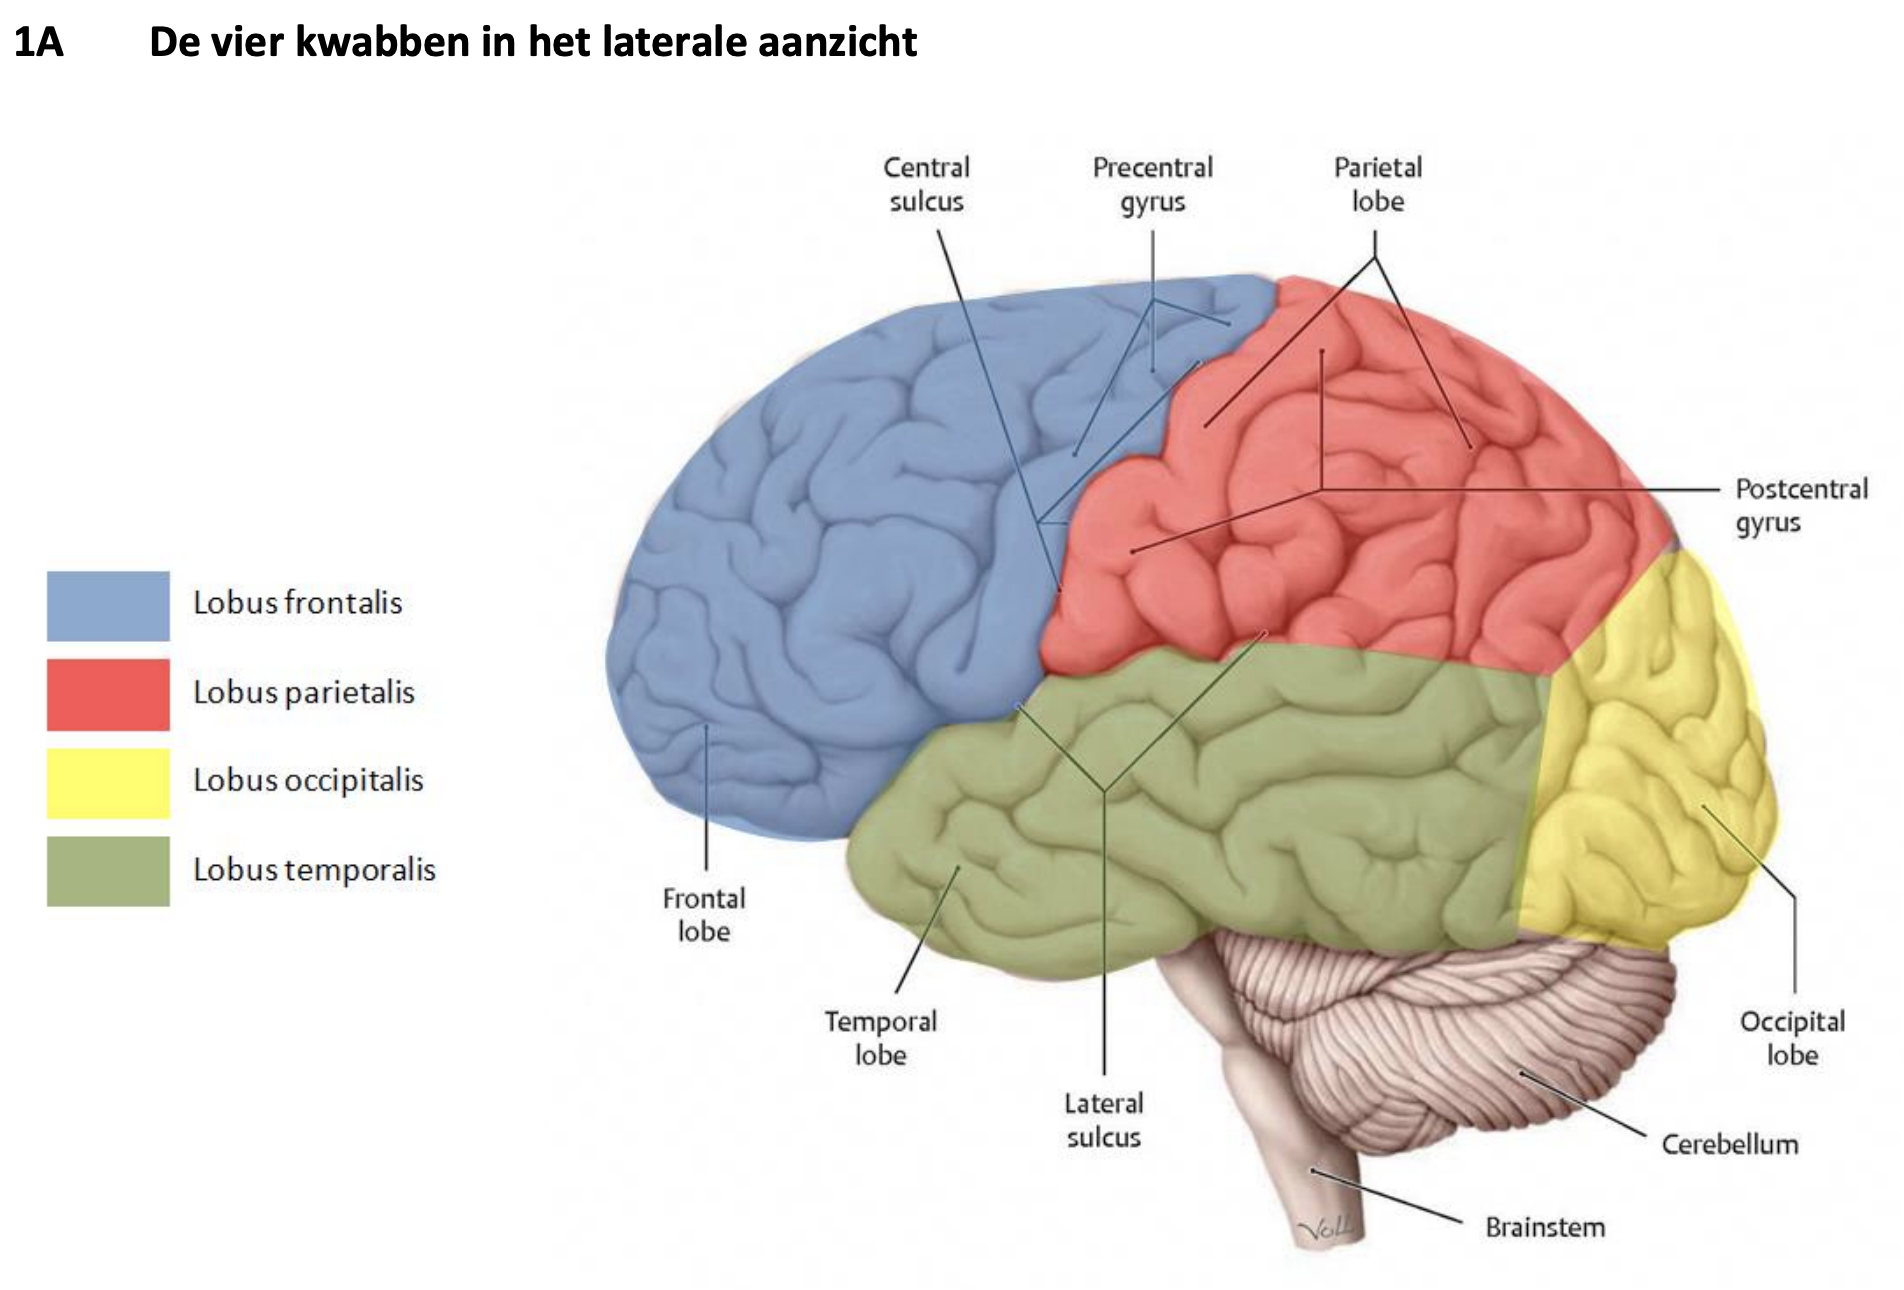 1A De vier kwabben in het laterale aanzicht
Central
sulcus
Precentral
gyrus
Parietal
lobe
Postcentral
gyrus
Lobus frontalis
Lobus parietalis
Lobus occipitalis
Lobus temporalis
Frontal
lobe
Temporal
lobe
Lateral
sulcus
Occipital
lobe
Cerebellum
Brainstem
Voll